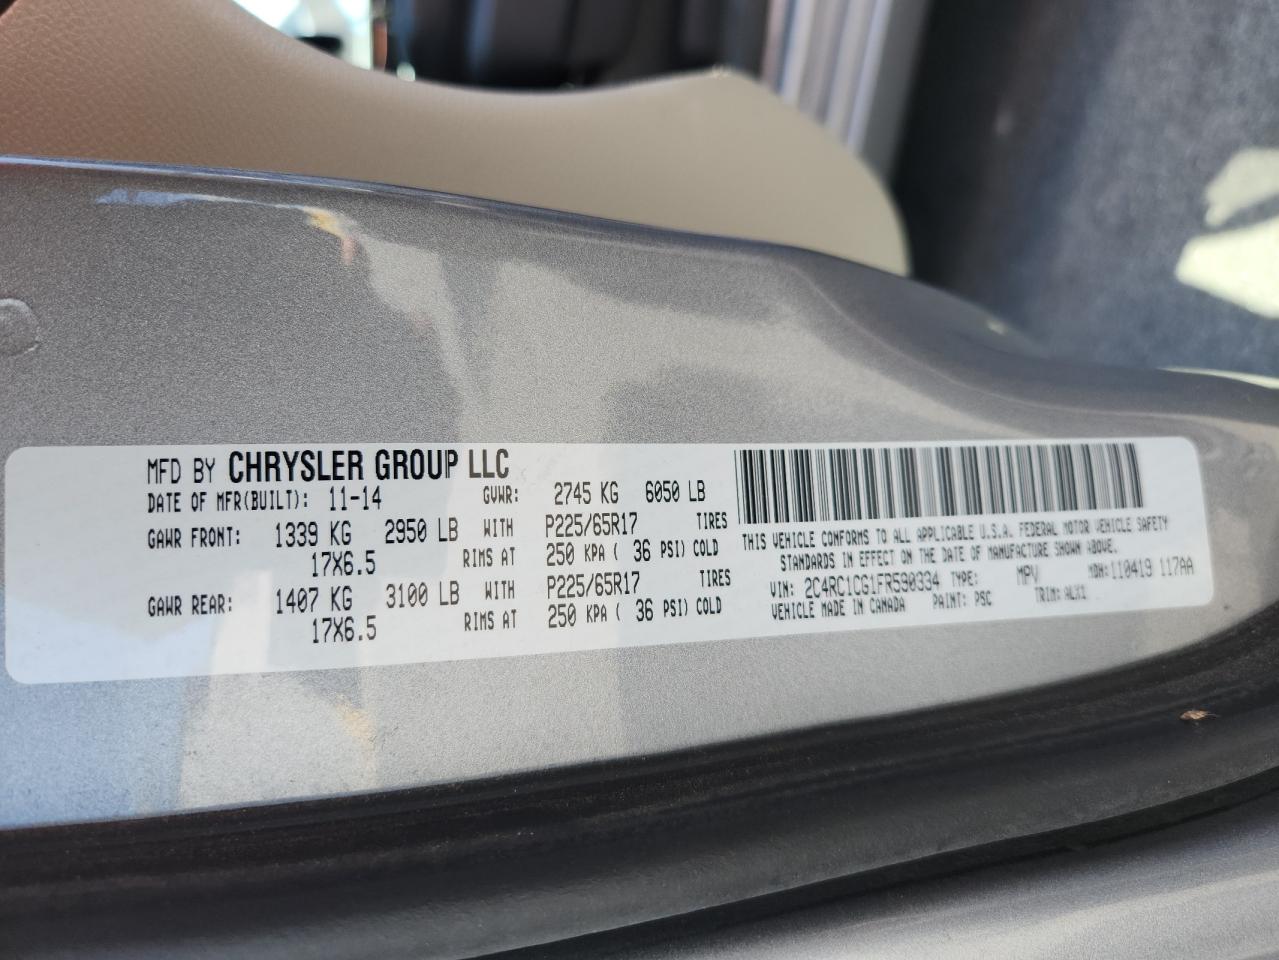 MFD BY CHRYSLER GROUP LLC
DATE OF MFR(BUILT): 11-14 GVWR: 2745 KG 6050 LB
GAWR FRONT: 1339 KG 2950 LB WITH P225/65R17 TIRES
17X6.5 RIMS AT 250 KPA ( 36 PSI) COLD
GAWR REAR: 1407 KG 3100 LB WITH P225/65R17 TIRES
17X6.5 RIMS AT 250 KPA ( 36 PSI) COLD
THIS VEHICLE CONFORMS TO ALL APPLICABLE U.S.A. FEDERAL MOTOR VEHICLE SAFETY
STANDARDS IN EFFECT ON THE DATE OF MANUFACTURE SHOWN ABOVE.
VIN: 2C4RC1CG1FR590334 TYPE: MPV MDH: 110419 117AA
VEHICLE MADE IN CANADA PAINT: PSC TRIM: